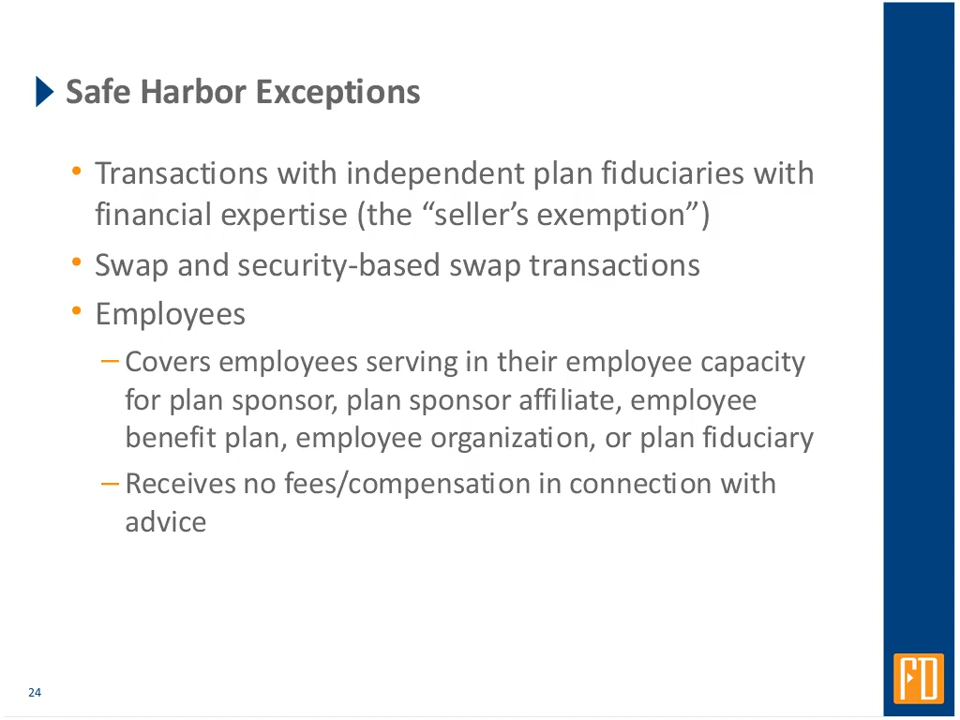 Safe Harbor Exceptions
• Transactions with independent plan fiduciaries with
financial expertise (the “seller’s exemption”)
• Swap and security-based swap transactions
• Employees
– Covers employees serving in their employee capacity
for plan sponsor, plan sponsor affiliate, employee
benefit plan, employee organization, or plan fiduciary
– Receives no fees/compensation in connection with
advice
24
FD